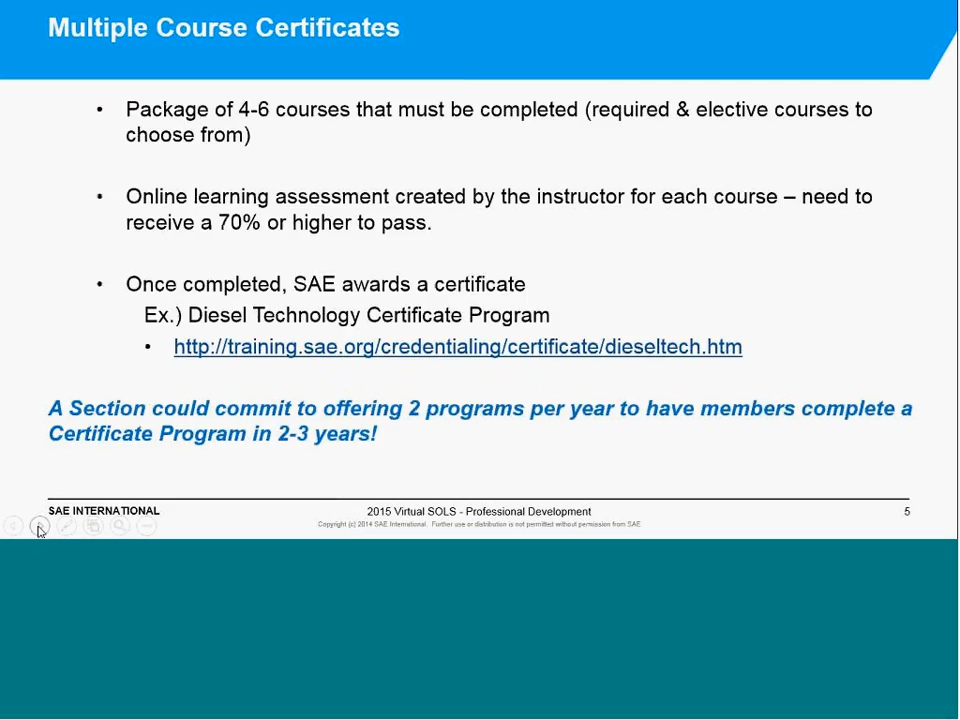 Multiple Course Certificates
• Package of 4-6 courses that must be completed (required & elective courses to
choose from)
• Online learning assessment created by the instructor for each course – need to
receive a 70% or higher to pass.
• Once completed, SAE awards a certificate
Ex.) Diesel Technology Certificate Program
• http://training.sae.org/credentialing/certificate/dieseltech.htm
A Section could commit to offering 2 programs per year to have members complete a
Certificate Program in 2-3 years!
SAE INTERNATIONAL
2015 Virtual SOLS - Professional Development
5
Copyright (c) 2014 SAE International. Further use or distribution is not permitted without permission from SAE